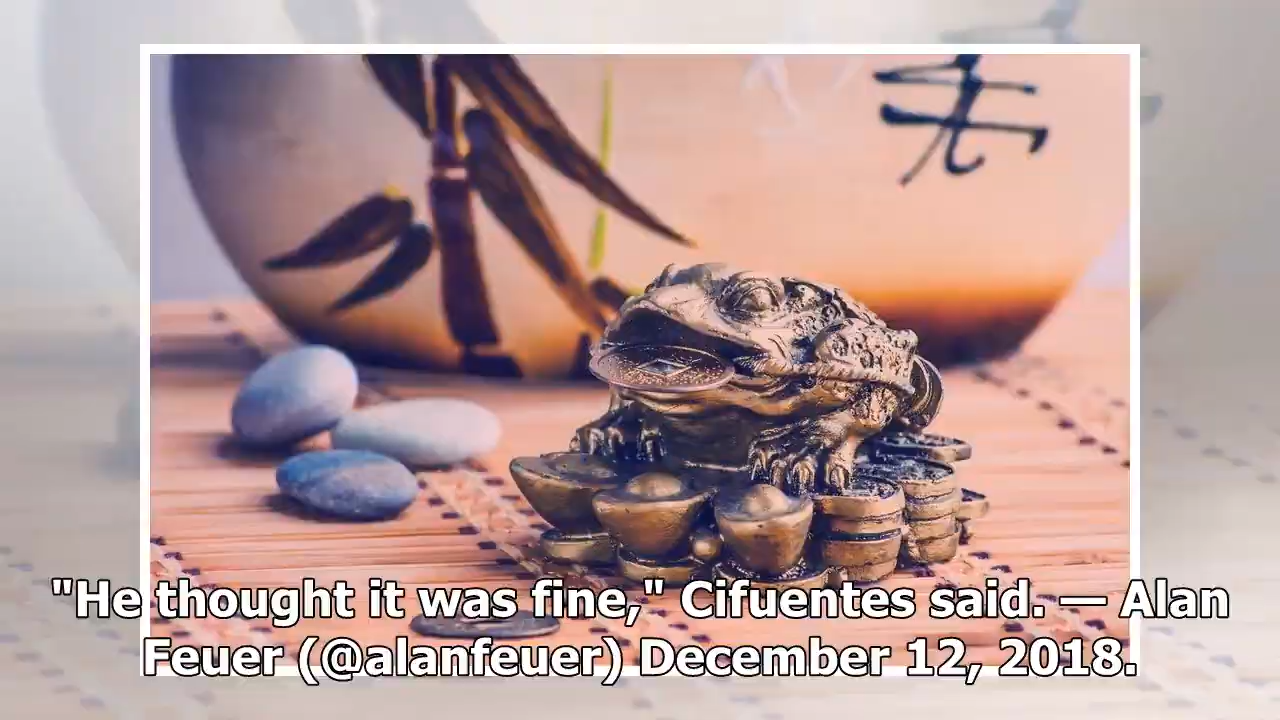 "He thought it was fine," Cifuentes said. — Alan
Feuer (@alanfeuer) December 12, 2018.